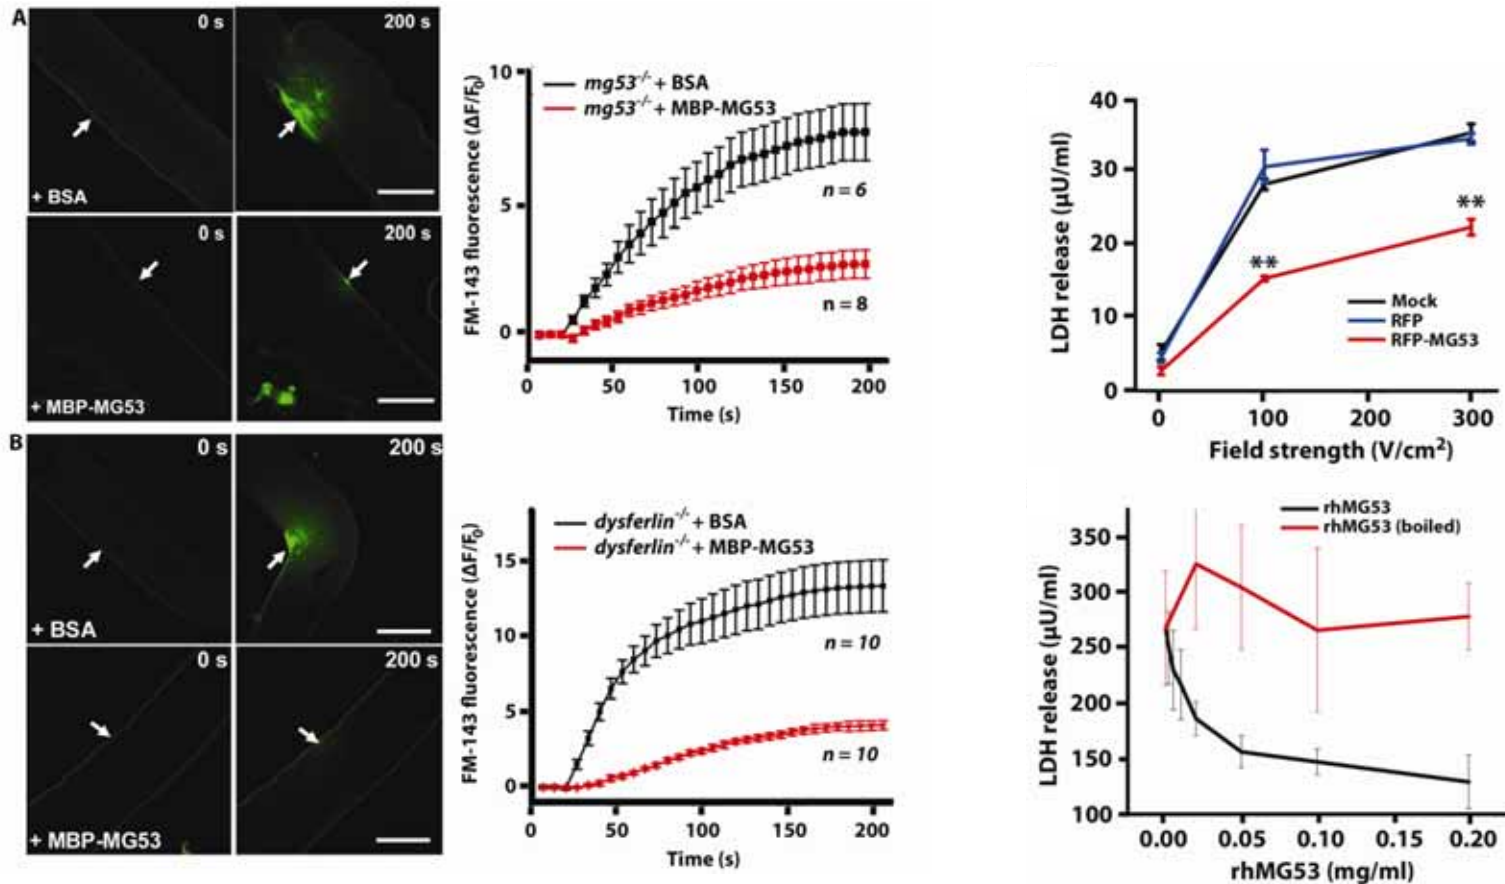 A
0 s
200 s
+ BSA
0 s
200 s
+ MBP-MG53
10
5
0
FM-143 fluorescence (ΔF/F₀)
mg53⁻/⁻ + BSA
mg53⁻/⁻ + MBP-MG53
n = 6
n = 8
0 50 100 150 200
Time (s)
40
30
20
10
0
LDH release (µU/ml)
**
**
Mock
RFP
RFP-MG53
0 100 200 300
Field strength (V/cm²)
B
0 s
200 s
+ BSA
0 s
200 s
+ MBP-MG53
15
10
5
0
FM-143 fluorescence (ΔF/F₀)
dysferlin⁻/⁻ + BSA
dysferlin⁻/⁻ + MBP-MG53
n = 10
n = 10
0 50 100 150 200
Time (s)
350
300
250
200
150
100
LDH release (µU/ml)
rhMG53
rhMG53 (boiled)
0.00 0.05 0.10 0.15 0.20
rhMG53 (mg/ml)